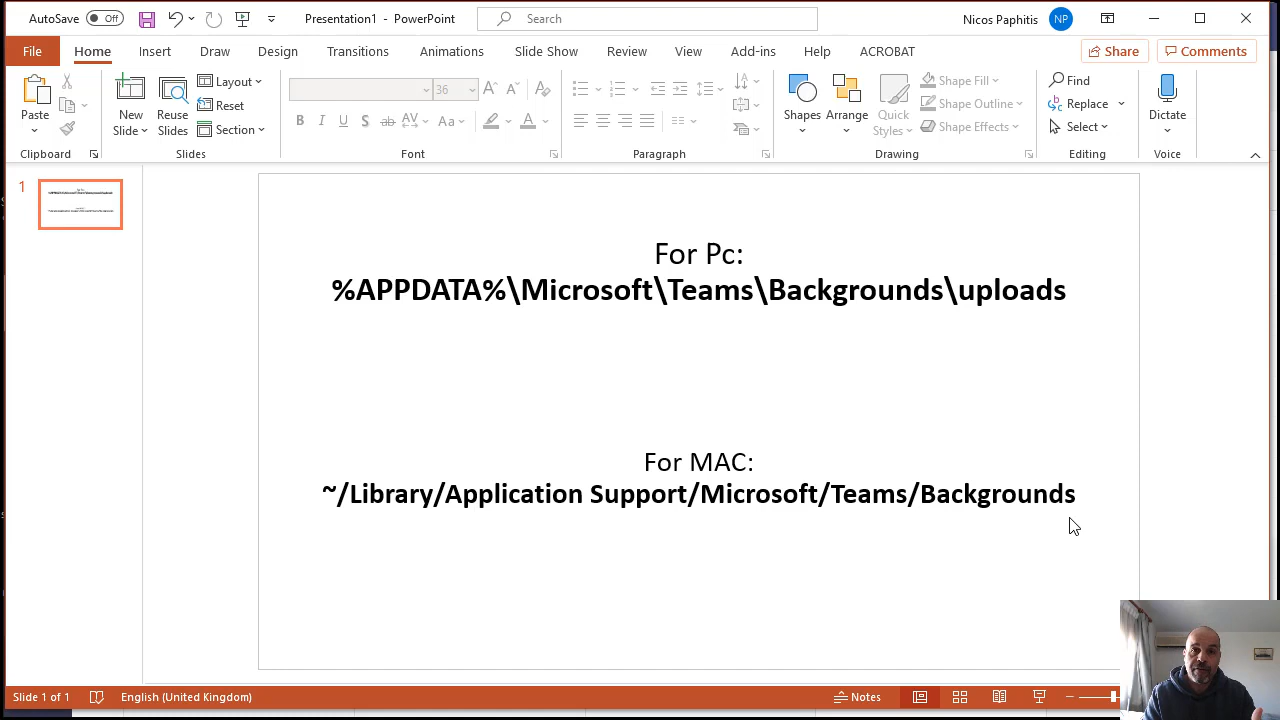 AutoSave Off Presentation1 - PowerPoint Search Nicos Paphitis NP
File Home Insert Draw Design Transitions Animations Slide Show Review View Add-ins Help ACROBAT Share Comments
Paste New Slide Reuse Slides Layout Reset Section 36 Shapes Arrange Quick Styles Shape Fill Shape Outline Shape Effects Find Replace Select Dictate
Clipboard Slides Font Paragraph Drawing Editing Voice
1
For Pc:
%APPDATA%\Microsoft\Teams\Backgrounds\uploads
For MAC:
~/Library/Application Support/Microsoft/Teams/Backgrounds
Slide 1 of 1 English (United Kingdom) Notes